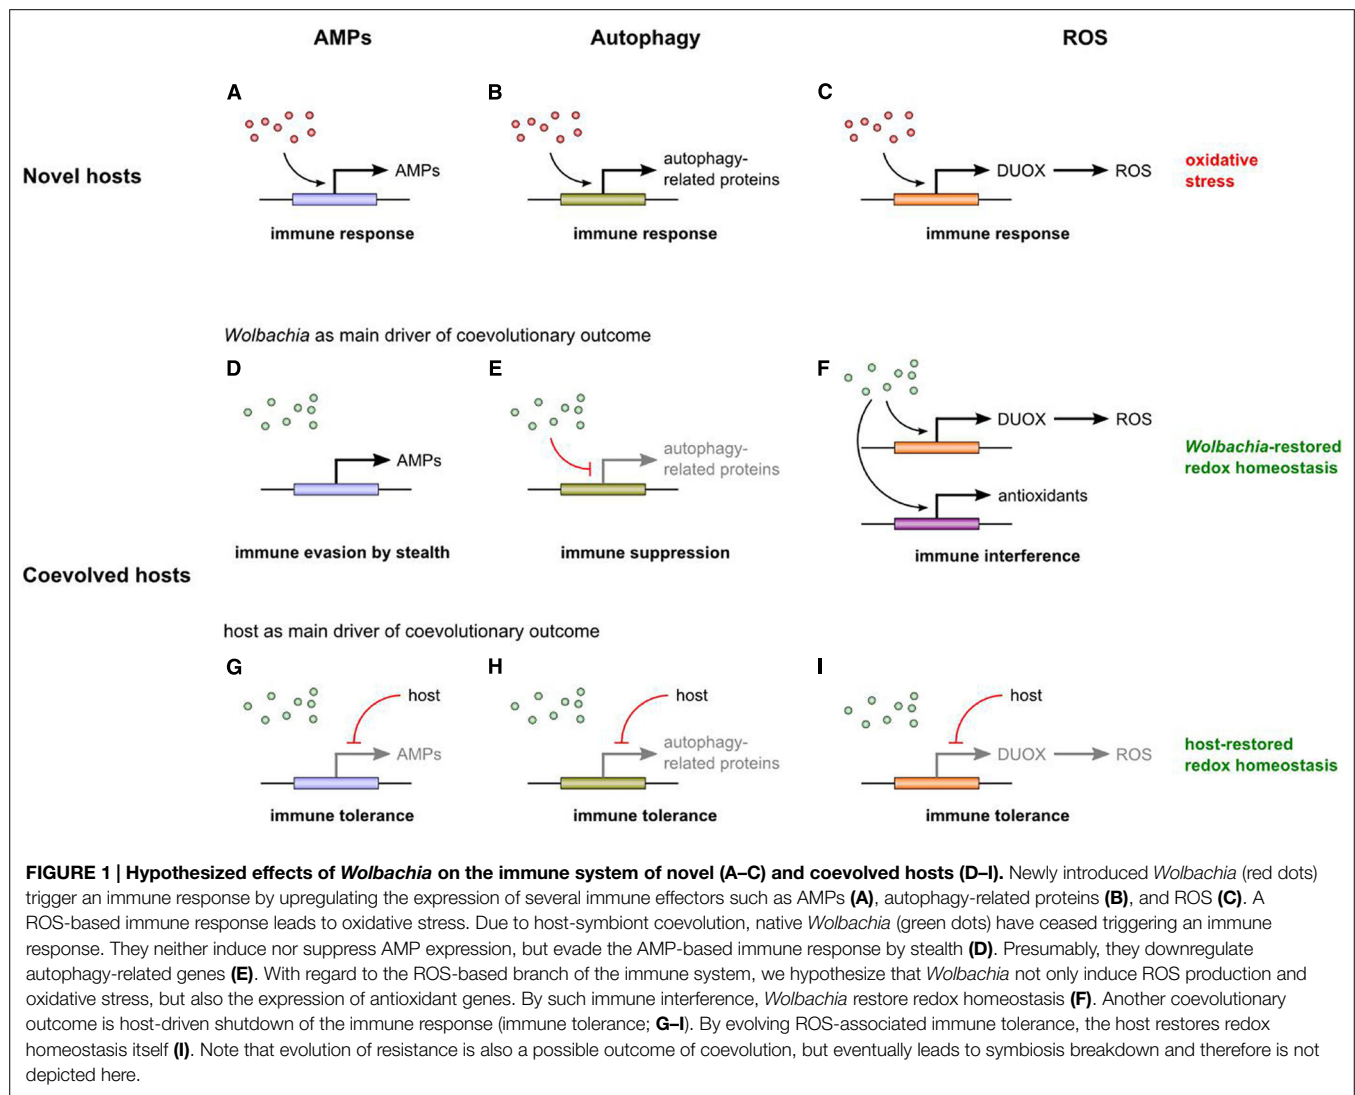 AMPs Autophagy ROS
A B C
Novel hosts
AMPs
autophagy-
related proteins
DUOX ROS
oxidative
stress
immune response immune response immune response
Wolbachia as main driver of coevolutionary outcome
D E F
AMPs
autophagy-
related proteins
DUOX ROS
antioxidants
Wolbachia-restored
redox homeostasis
immune evasion by stealth immune suppression immune interference
Coevolved hosts
host as main driver of coevolutionary outcome
G H I
host host host
AMPs
autophagy-
related proteins
DUOX ROS
host-restored
redox homeostasis
immune tolerance immune tolerance immune tolerance
FIGURE 1 | Hypothesized effects of Wolbachia on the immune system of novel (A–C) and coevolved hosts (D–I). Newly introduced Wolbachia (red dots)
trigger an immune response by upregulating the expression of several immune effectors such as AMPs (A), autophagy-related proteins (B), and ROS (C). A
ROS-based immune response leads to oxidative stress. Due to host-symbiont coevolution, native Wolbachia (green dots) have ceased triggering an immune
response. They neither induce nor suppress AMP expression, but evade the AMP-based immune response by stealth (D). Presumably, they downregulate
autophagy-related genes (E). With regard to the ROS-based branch of the immune system, we hypothesize that Wolbachia not only induce ROS production and
oxidative stress, but also the expression of antioxidant genes. By such immune interference, Wolbachia restore redox homeostasis (F). Another coevolutionary
outcome is host-driven shutdown of the immune response (immune tolerance; G–I). By evolving ROS-associated immune tolerance, the host restores redox
homeostasis itself (I). Note that evolution of resistance is also a possible outcome of coevolution, but eventually leads to symbiosis breakdown and therefore is not
depicted here.